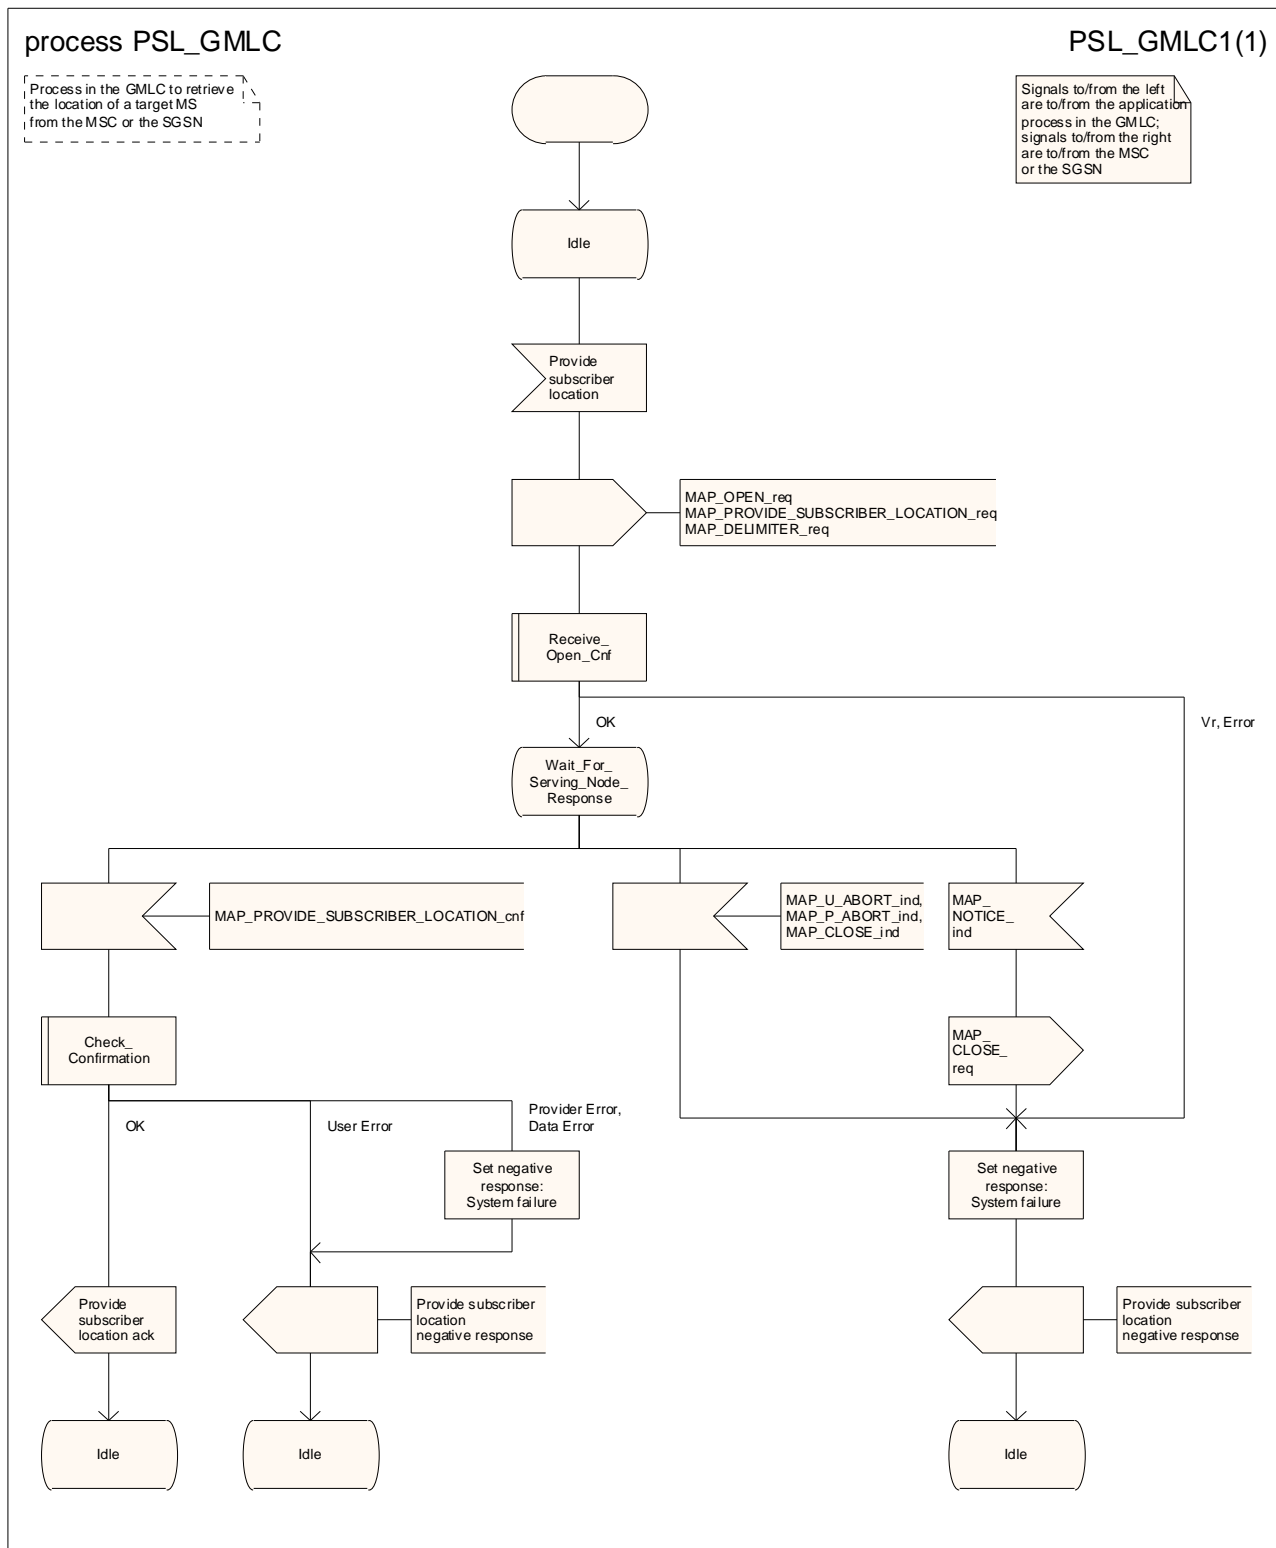 process PSL_GMLC
PSL_GMLC1(1)
Process in the GMLC to retrieve
the location of a target MS
from the MSC or the SGSN
Signals to/from the left
are to/from the application
process in the GMLC;
signals to/from the right
are to/from the MSC
or the SGSN
Idle
Provide
subscriber
location
MAP_OPEN_req
MAP_PROVIDE_SUBSCRIBER_LOCATION_req
MAP_DELIMITER_req
Receive_
Open_Cnf
OK
Vr, Error
Wait_For_
Serving_Node_
Response
MAP_PROVIDE_SUBSCRIBER_LOCATION_cnf
MAP_U_ABORT_ind,
MAP_P_ABORT_ind,
MAP_CLOSE_ind
MAP_
NOTICE_
ind
Check_
Confirmation
MAP_
CLOSE_
req
OK
User Error
Provider Error,
Data Error
Set negative
response:
System failure
Set negative
response:
System failure
Provide
subscriber
location ack
Provide subscriber
location
negative response
Provide subscriber
location
negative response
Idle
Idle
Idle